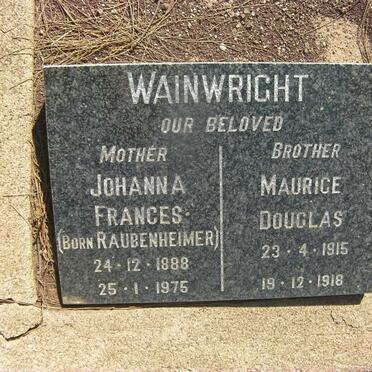 WAINWRIGHT
OUR BELOVED
MOTHER
JOHANNA
FRANCES
(BORN RAUBENHEIMER)
24 · 12 · 1888
25 · 1 · 1975
BROTHER
MAURICE
DOUGLAS
23 · 4 · 1915
19 · 12 · 1918